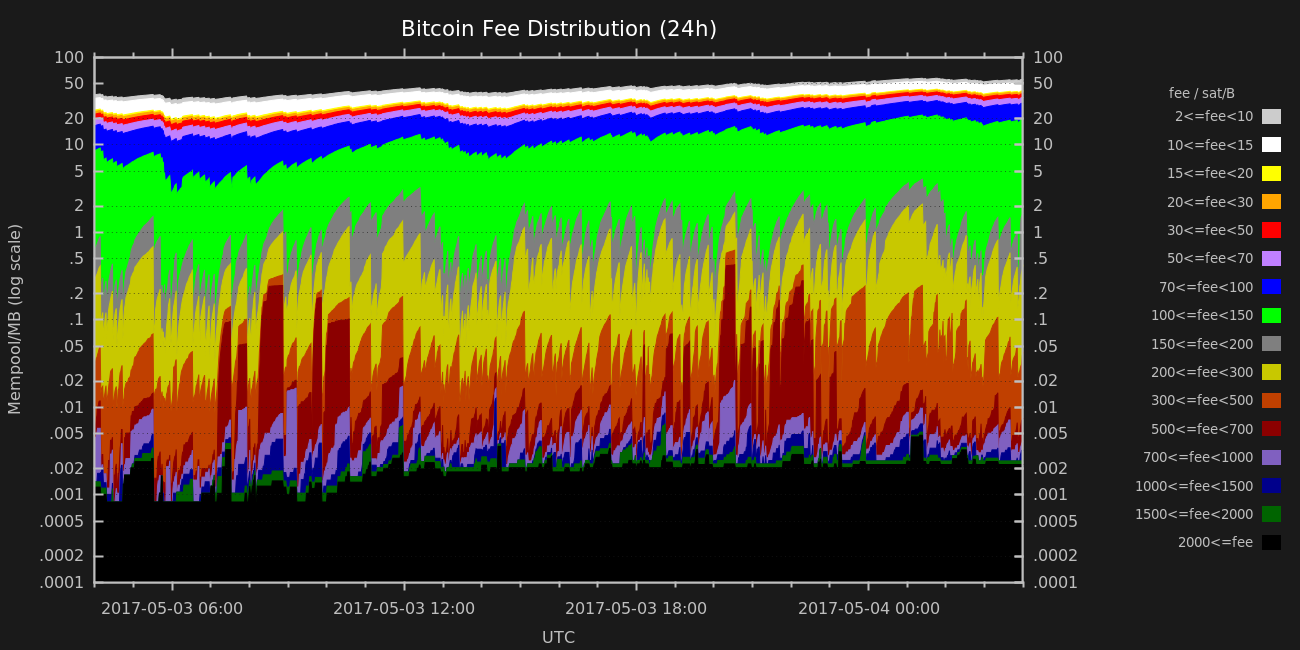 Bitcoin Fee Distribution (24h)
100
50
20
10
5
2
1
.5
.2
.1
.05
.02
.01
.005
.002
.001
.0005
.0002
.0001
Mempool/MB (log scale)
100
50
20
10
5
2
1
.5
.2
.1
.05
.02
.01
.005
.002
.001
.0005
.0002
.0001
2017-05-03 06:00
2017-05-03 12:00
2017-05-03 18:00
2017-05-04 00:00
UTC
fee / sat/B
2<=fee<10
10<=fee<15
15<=fee<20
20<=fee<30
30<=fee<50
50<=fee<70
70<=fee<100
100<=fee<150
150<=fee<200
200<=fee<300
300<=fee<500
500<=fee<700
700<=fee<1000
1000<=fee<1500
1500<=fee<2000
2000<=fee